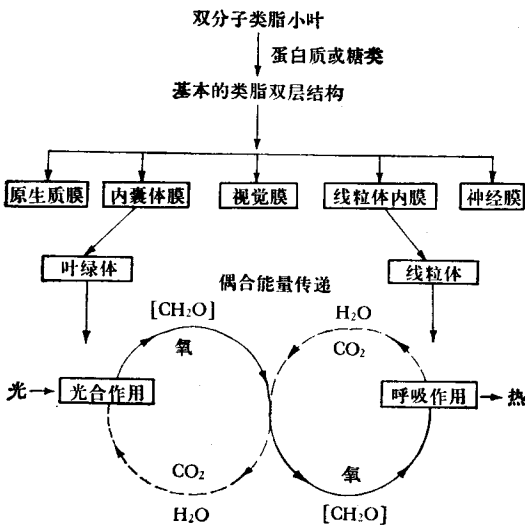 双分子类脂小叶
蛋白质或糖类
基本的类脂双层结构
原生质膜 内囊体膜 视觉膜 线粒体内膜 神经膜
叶绿体 线粒体
偶合能量传递
[CH₂O] H₂O
氧 CO₂
光 光合作用 呼吸作用 热
CO₂ 氧
H₂O [CH₂O]